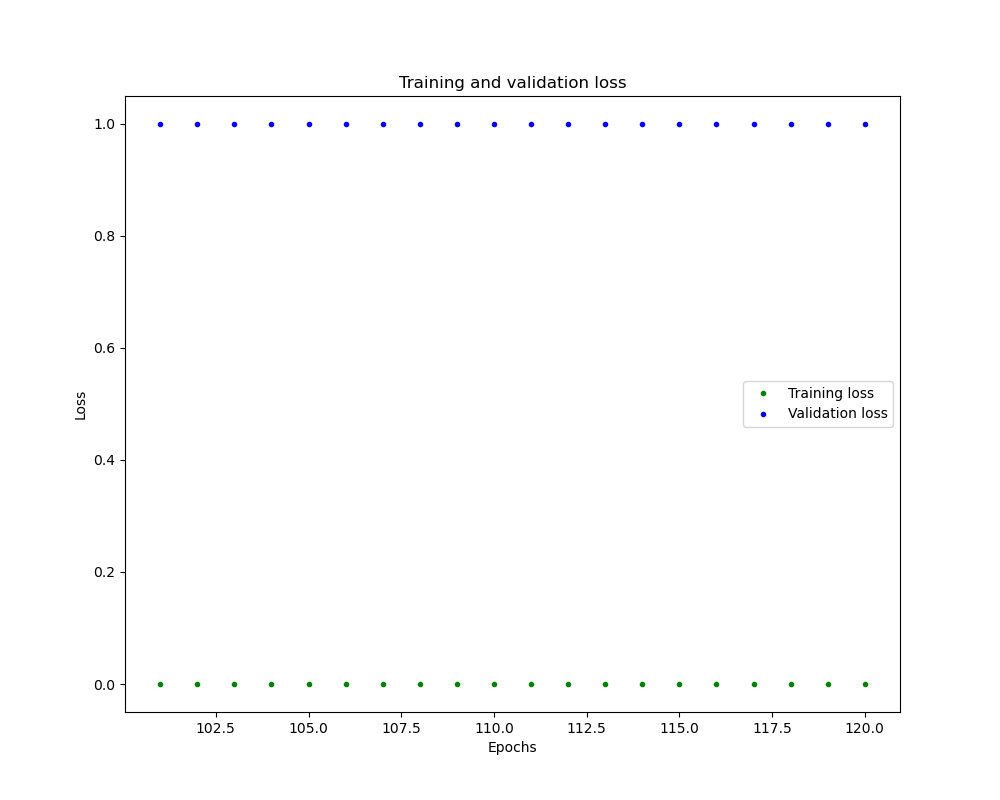 Training and validation loss
1.0
0.8
0.6
0.4
0.2
0.0
Loss
Training loss
Validation loss
102.5 105.0 107.5 110.0 112.5 115.0 117.5 120.0
Epochs